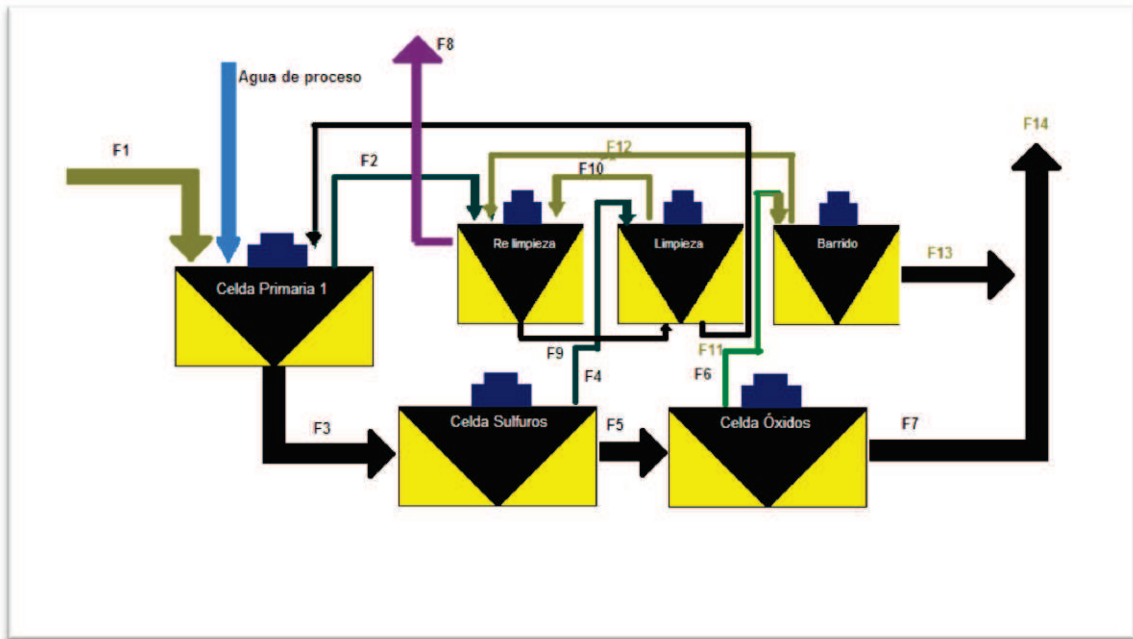 F8
Agua de proceso
F14
F1
F2
F12
F10
Re limpieza
Limpieza
Barrido
F13
Celda Primaria 1
F9
F4
F11
F6
F3
Celda Sulfuros
F5
Celda Óxidos
F7